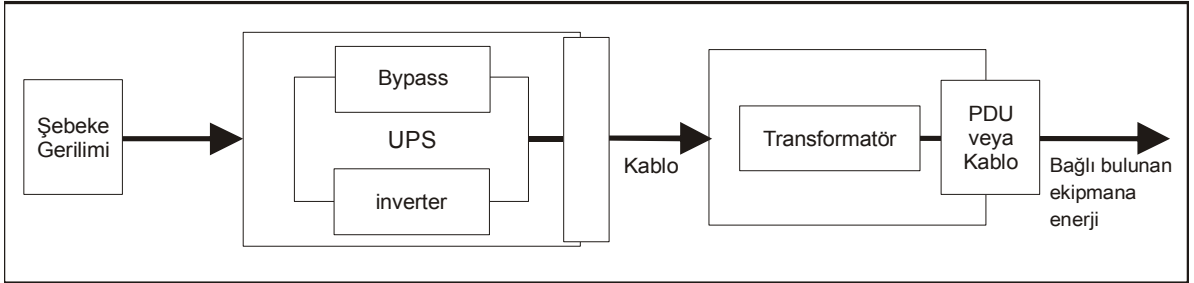 Şebeke
Gerilimi
Bypass
UPS
inverter
Kablo
Transformatör
PDU
veya
Kablo
Bağlı bulunan
ekipmana
enerji